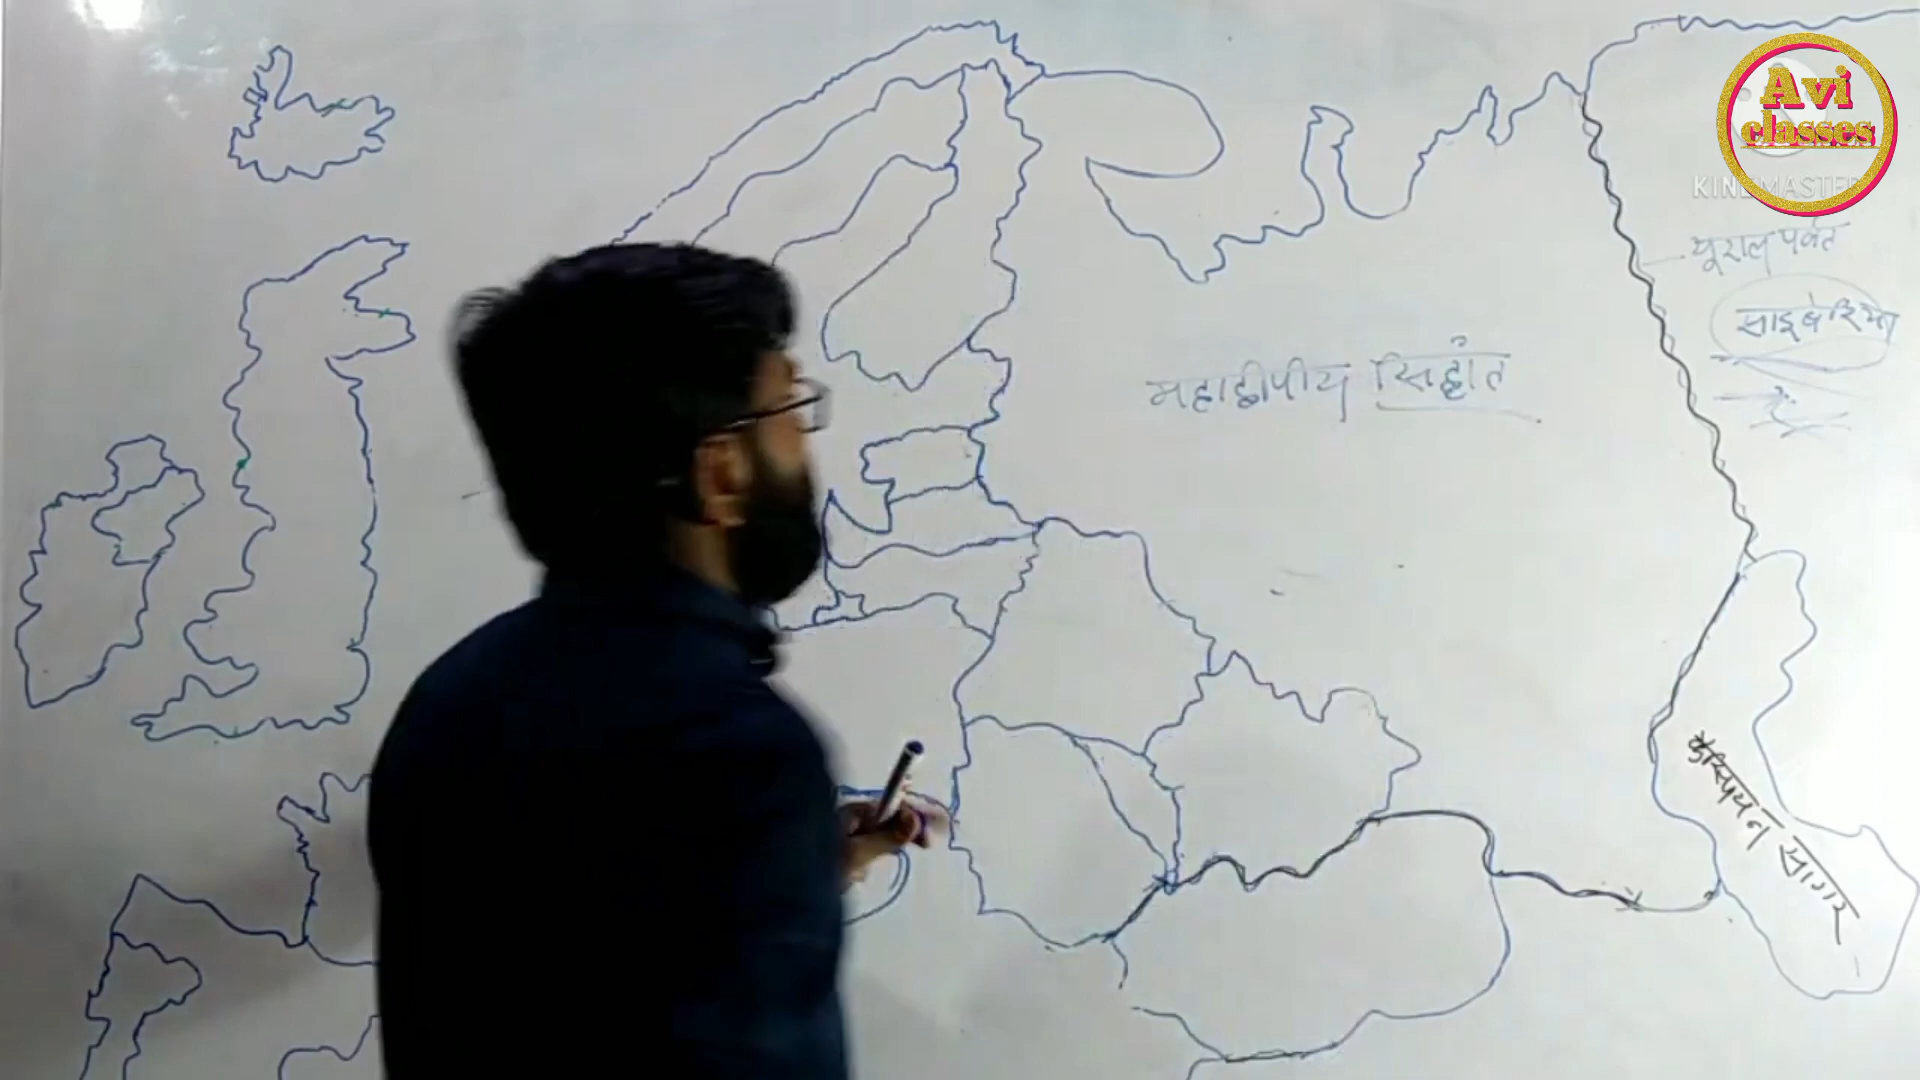 Avi
classes
KINEMASTER
यूराल पर्वत
साइबेरिया
महाद्वीपीय सिद्धांत
कैस्पियन सागर